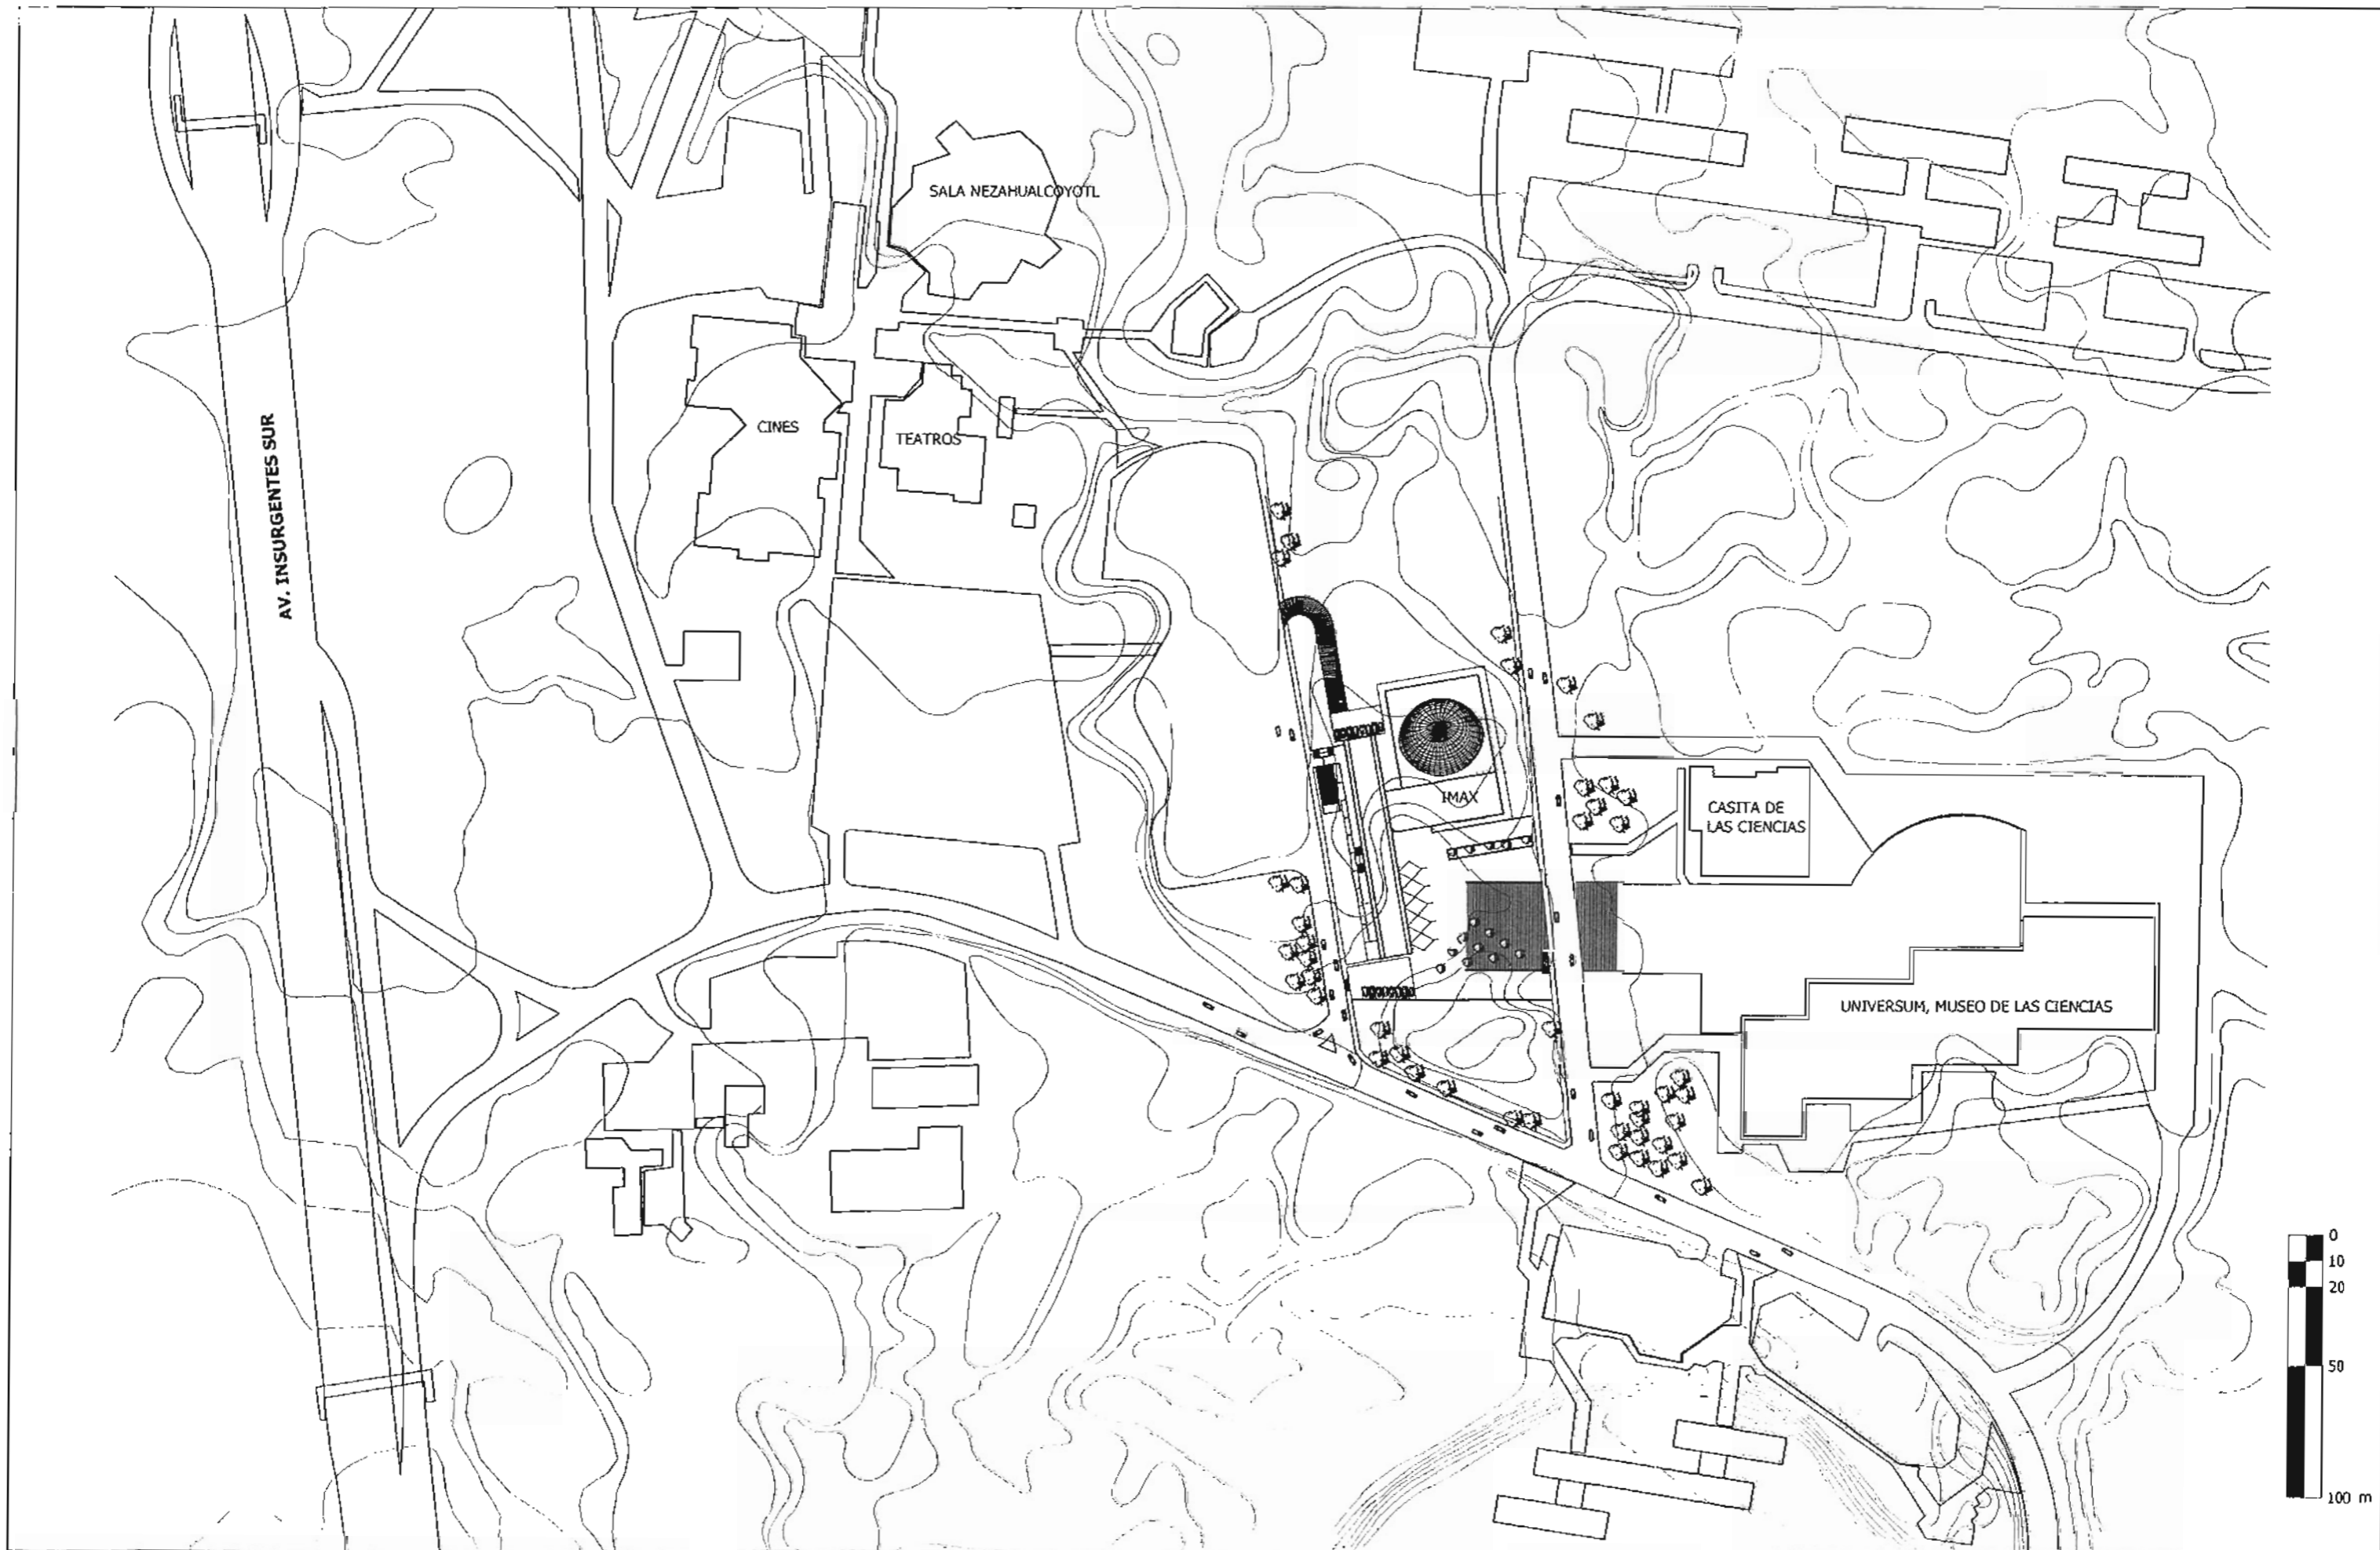 SALA NEZAHUALCOYOTL
CINES
TEATROS
AV. INSURGENTES SUR
IMAX
CASITA DE
LAS CIENCIAS
UNIVERSUM, MUSEO DE LAS CIENCIAS
0
10
20
50
100 m